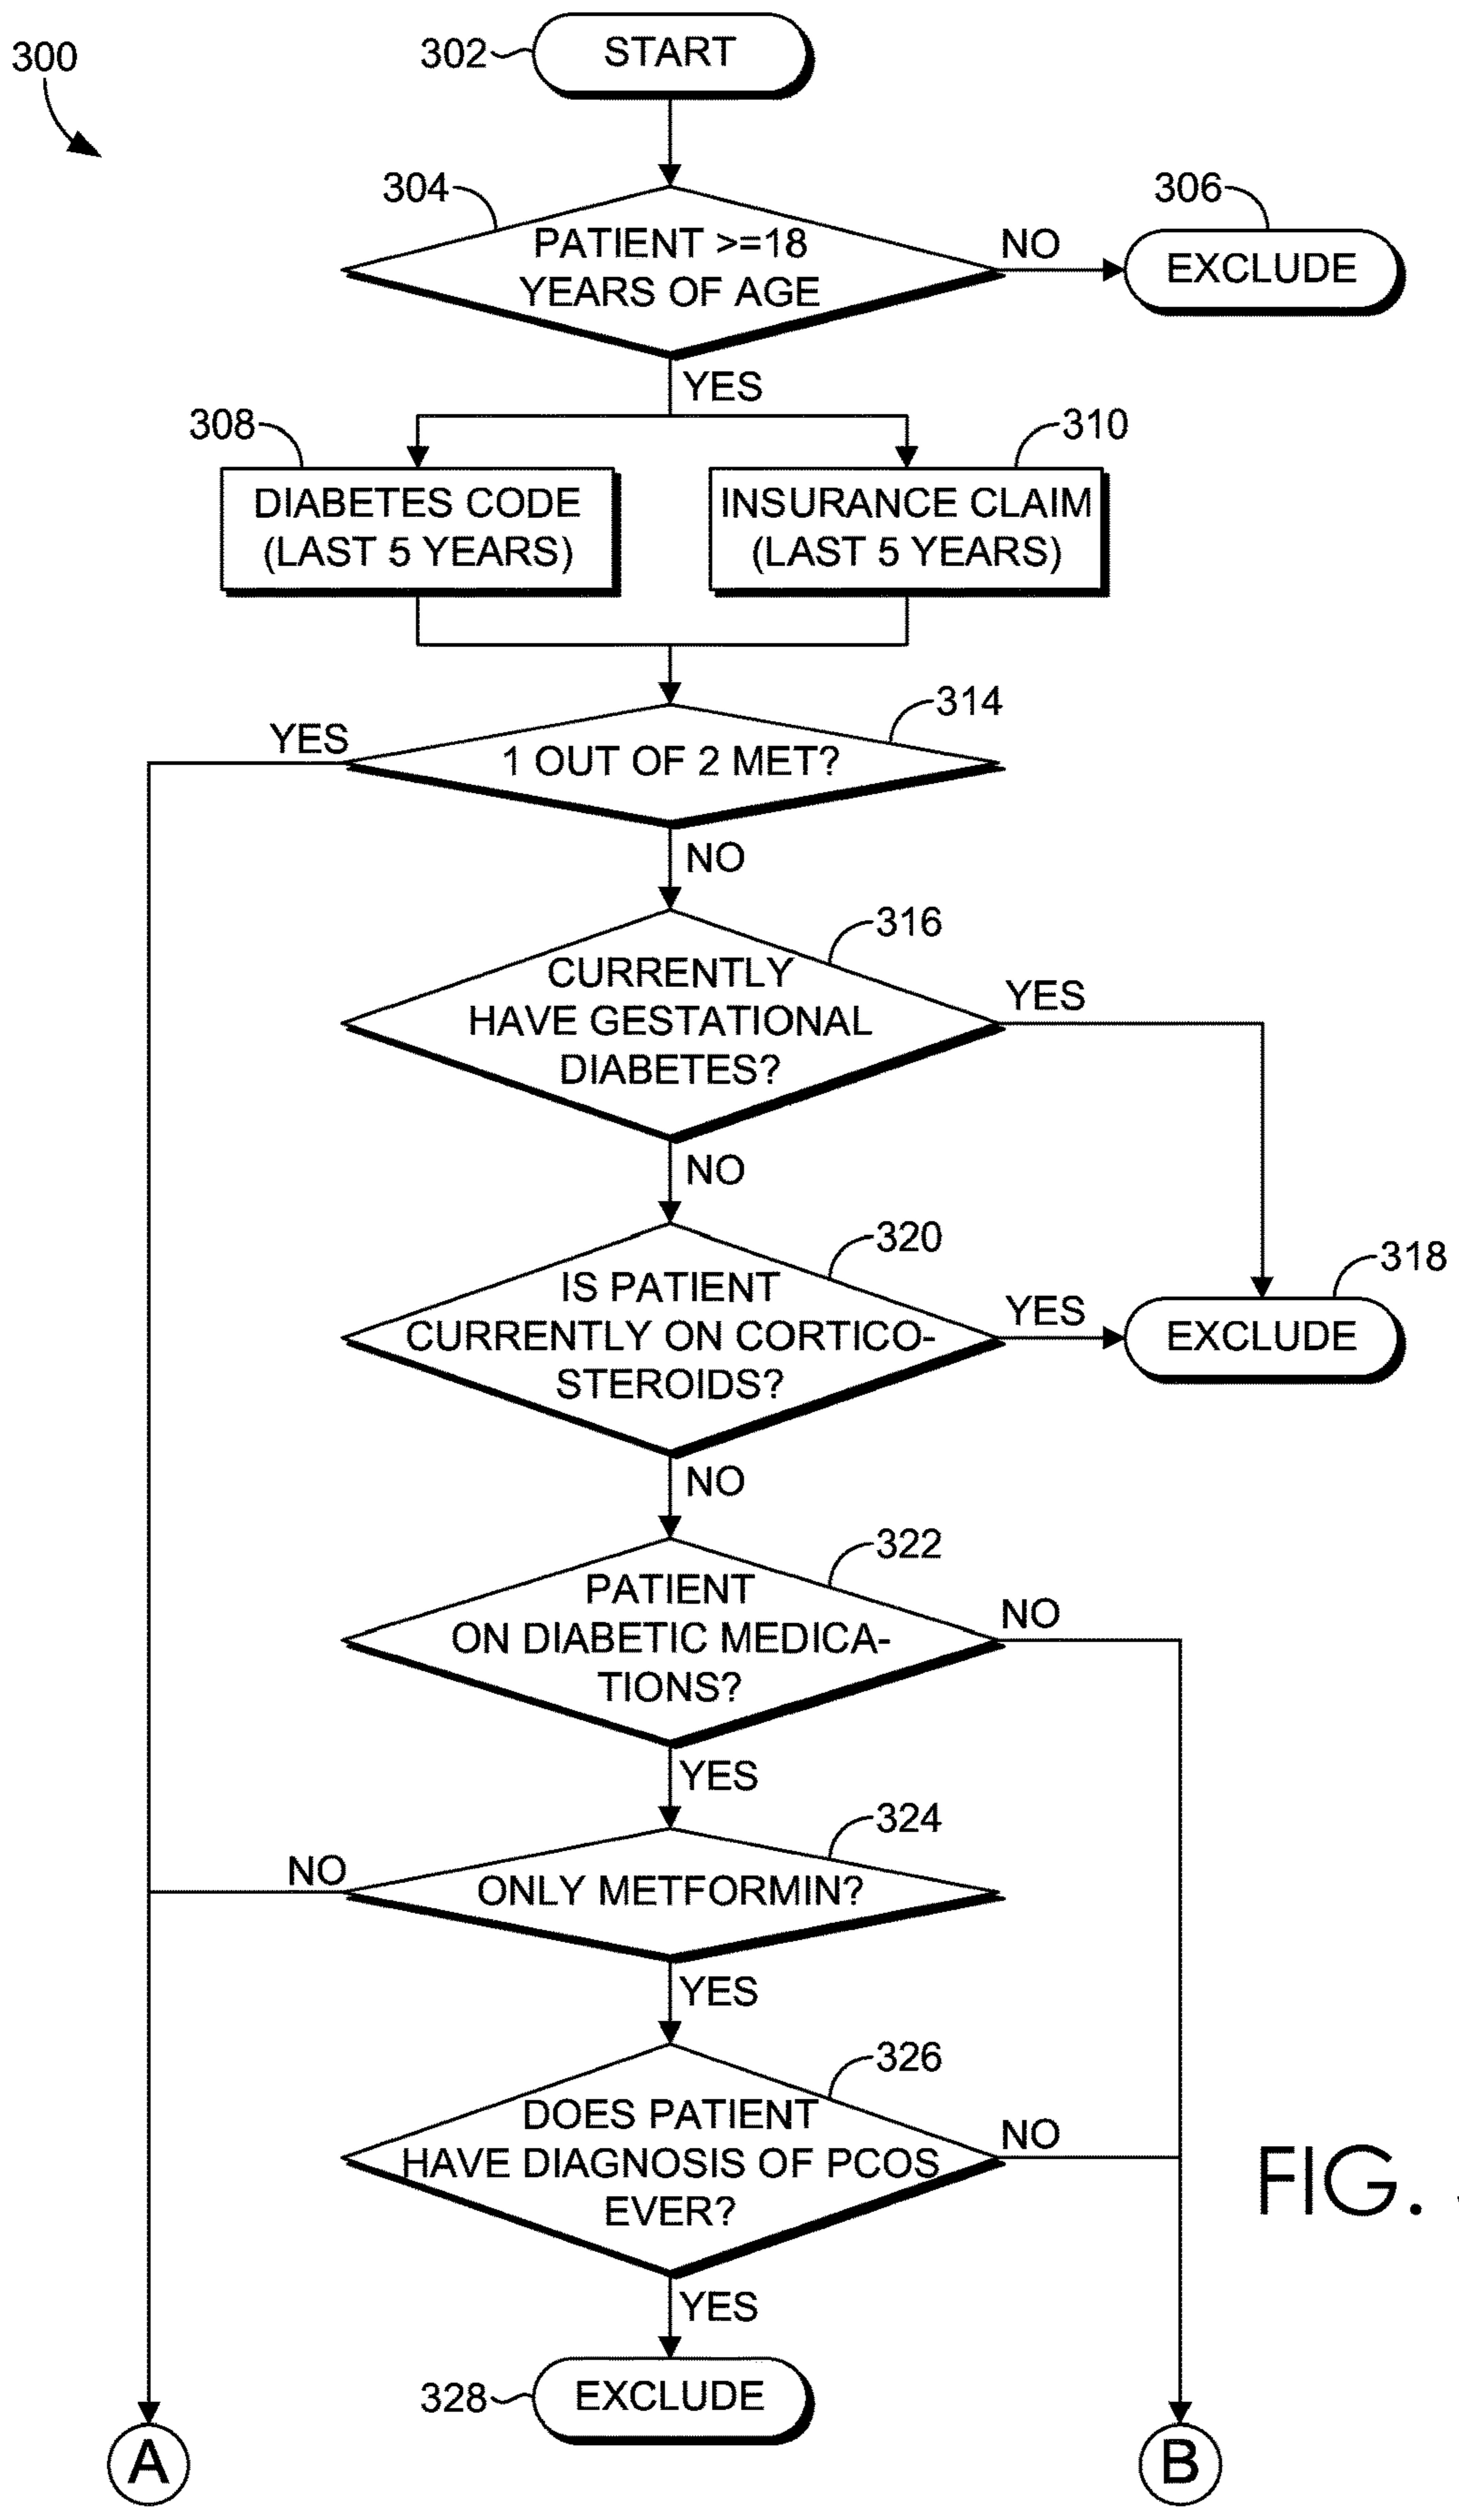 300
302
START
304
PATIENT >=18
YEARS OF AGE
NO
306
EXCLUDE
YES
308
DIABETES CODE
(LAST 5 YEARS)
310
INSURANCE CLAIM
(LAST 5 YEARS)
314
YES
1 OUT OF 2 MET?
NO
316
CURRENTLY
HAVE GESTATIONAL
DIABETES?
YES
NO
320
IS PATIENT
CURRENTLY ON CORTICO-
STEROIDS?
YES
318
EXCLUDE
NO
322
PATIENT
ON DIABETIC MEDICA-
TIONS?
NO
YES
324
NO
ONLY METFORMIN?
YES
326
DOES PATIENT
HAVE DIAGNOSIS OF PCOS
EVER?
NO
FIG.
YES
328
EXCLUDE
A
B